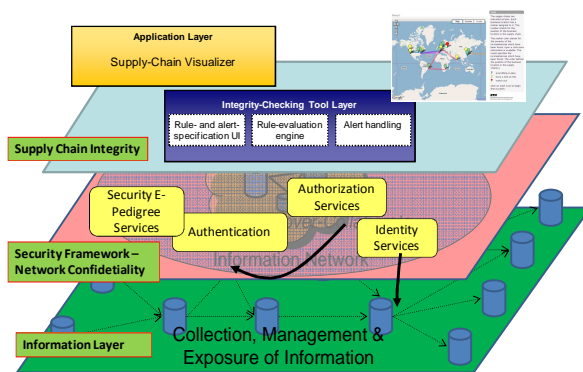 Application Layer
Supply-Chain Visualizer
Integrity-Checking Tool Layer
Rule- and alert-
specification UI
Rule-evaluation
engine
Alert handling
Supply Chain Integrity
Security E-
Pedigree
Services
Authentication
Authorization
Services
Identity
Services
Information Network
Security Framework –
Network Confidetiality
Information Layer
Collection, Management &
Exposure of Information